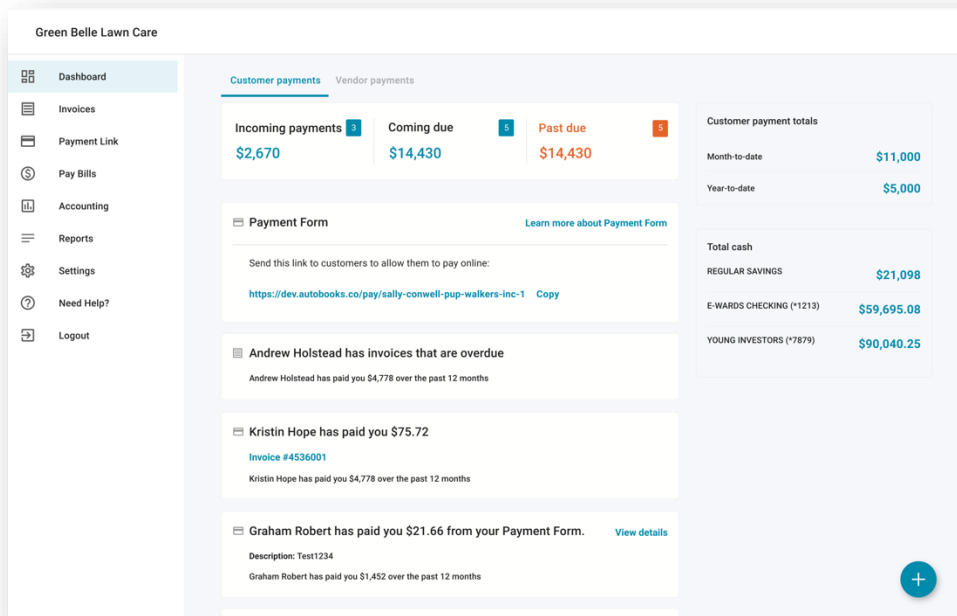 Green Belle Lawn Care
Dashboard
Invoices
Payment Link
Pay Bills
Accounting
Reports
Settings
Need Help?
Logout
Customer payments Vendor payments
Incoming payments 3
$2,670
Coming due 5
$14,430
Past due 5
$14,430
Payment Form Learn more about Payment Form
Send this link to customers to allow them to pay online:
https://dev.autobooks.co/pay/sally-conwell-pup-walkers-inc-1 Copy
Andrew Holstead has invoices that are overdue
Andrew Holstead has paid you $4,778 over the past 12 months
Kristin Hope has paid you $75.72
Invoice #4536001
Kristin Hope has paid you $4,778 over the past 12 months
Graham Robert has paid you $21.66 from your Payment Form. View details
Description: Test1234
Graham Robert has paid you $1,452 over the past 12 months
Customer payment totals
Month-to-date $11,000
Year-to-date $5,000
Total cash
REGULAR SAVINGS $21,098
E-WARDS CHECKING (*1213) $59,695.08
YOUNG INVESTORS (*7879) $90,040.25